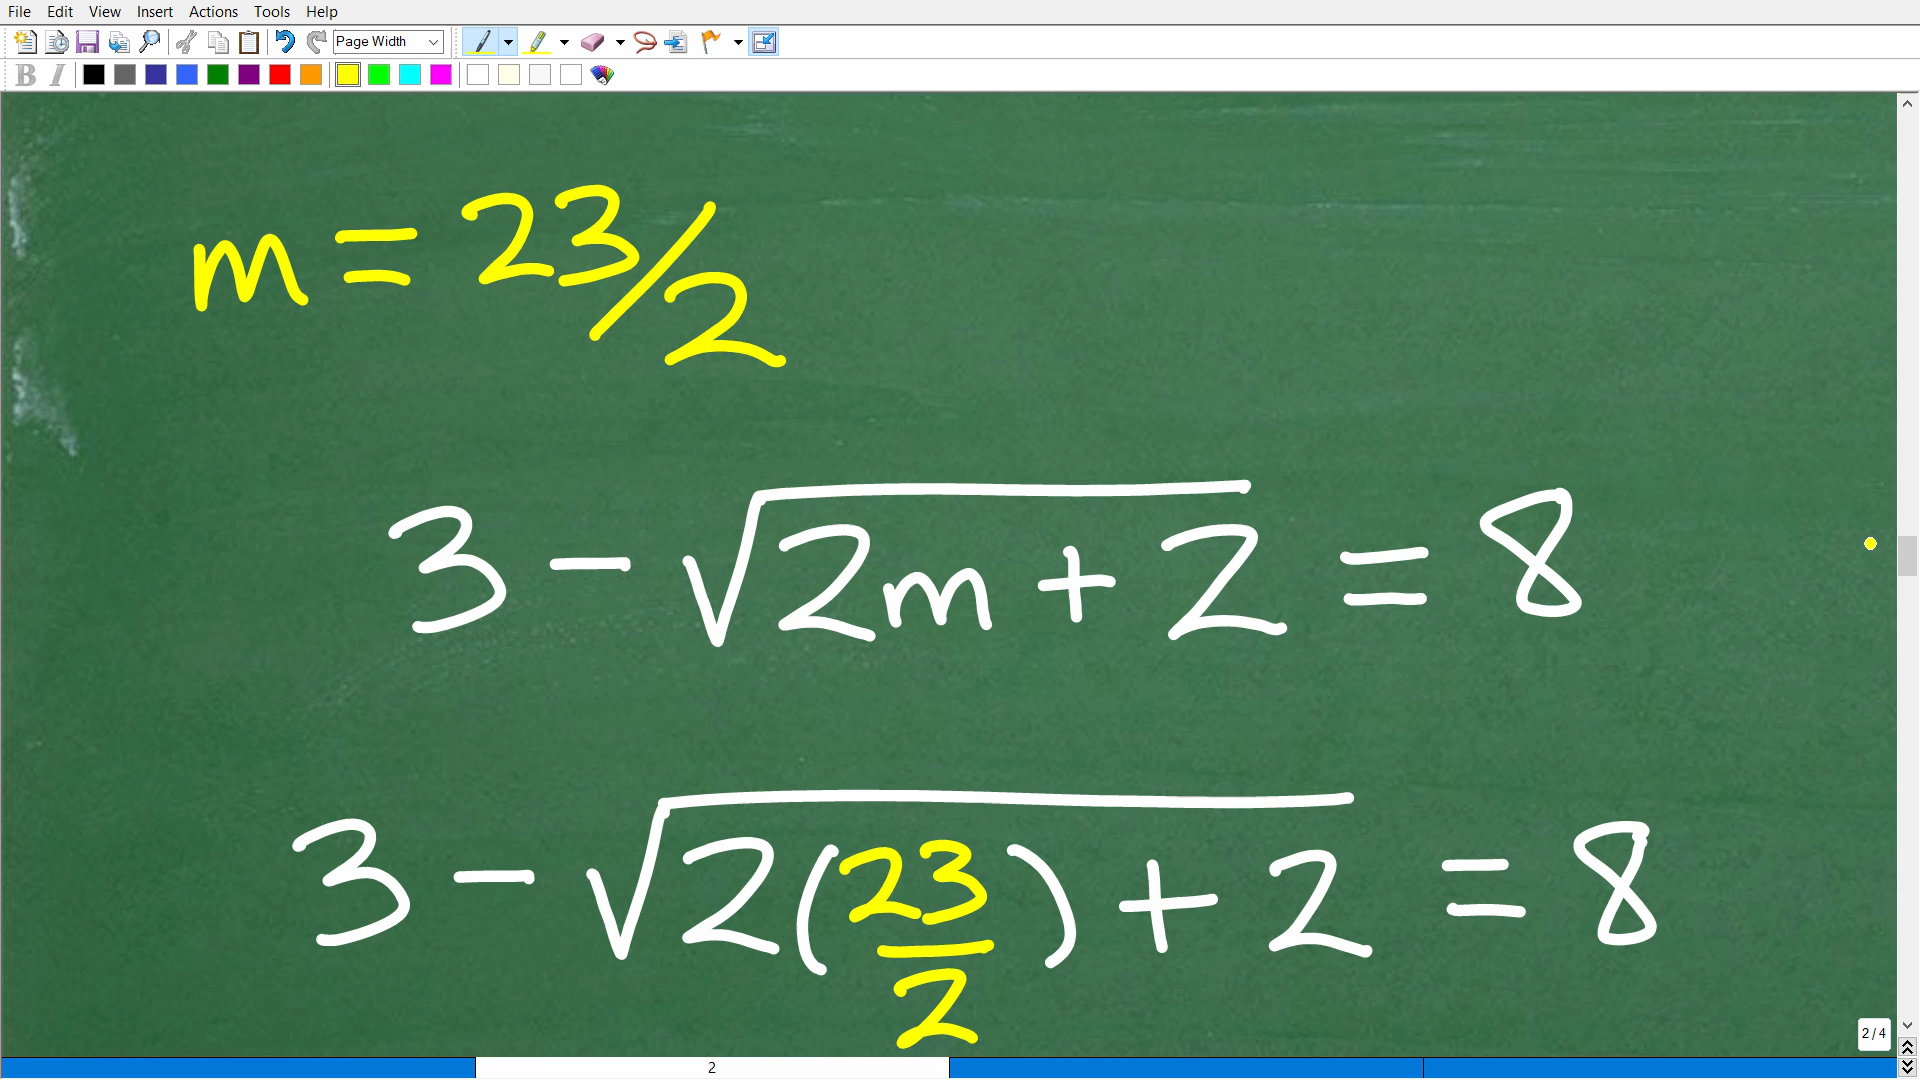 File Edit View Insert Actions Tools Help
Page Width
B I
m = 23/2
3 - √2m + 2 = 8
3 - √2(23/2) + 2 = 8
2 / 4
2